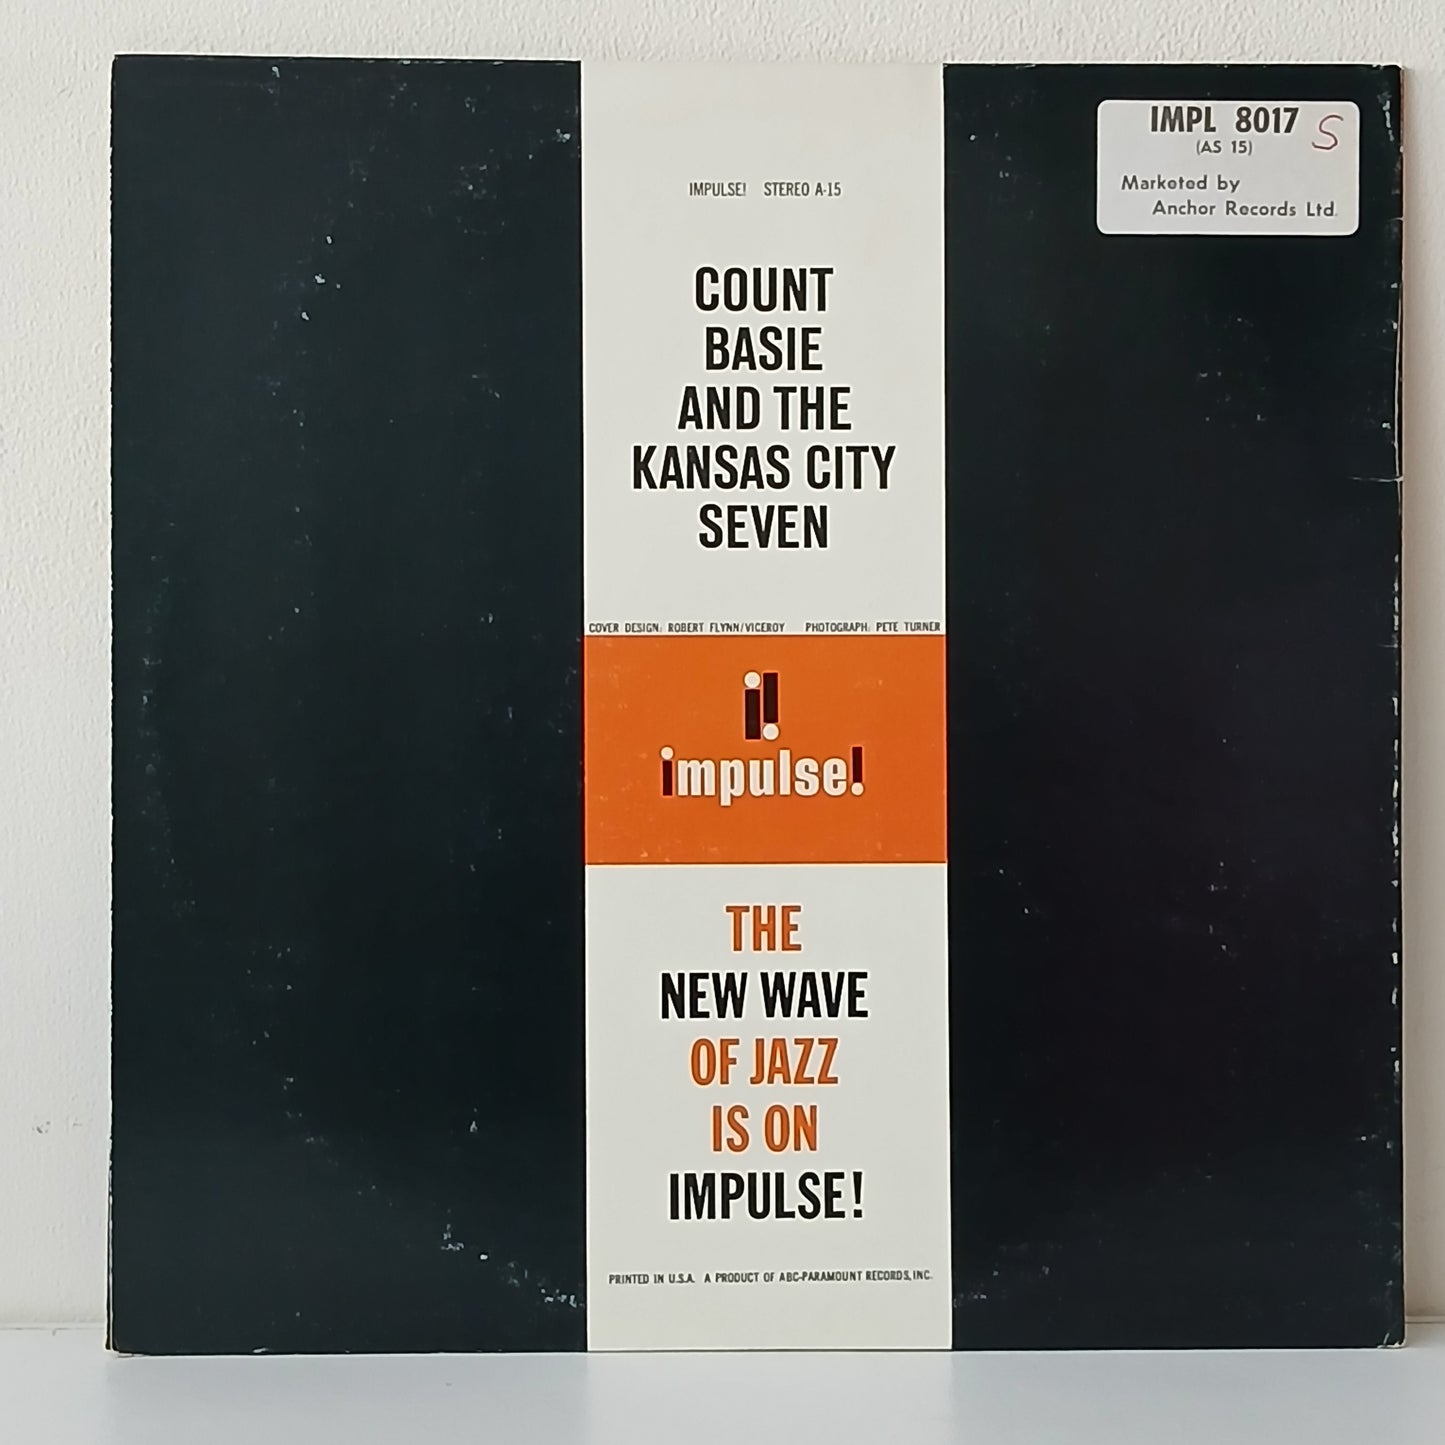 IMPL 8017 S
(AS 15)
Marketed by
Anchor Records Ltd.
IMPULSE! STEREO A-15
COUNT
BASIE
AND THE
KANSAS CITY
SEVEN
COVER DESIGN: ROBERT FLYNN/VICEROY PHOTOGRAPH: PETE TURNER
i!
impulse!
THE
NEW WAVE
OF JAZZ
IS ON
IMPULSE!
PRINTED IN U.S.A. A PRODUCT OF ABC-PARAMOUNT RECORDS, INC.